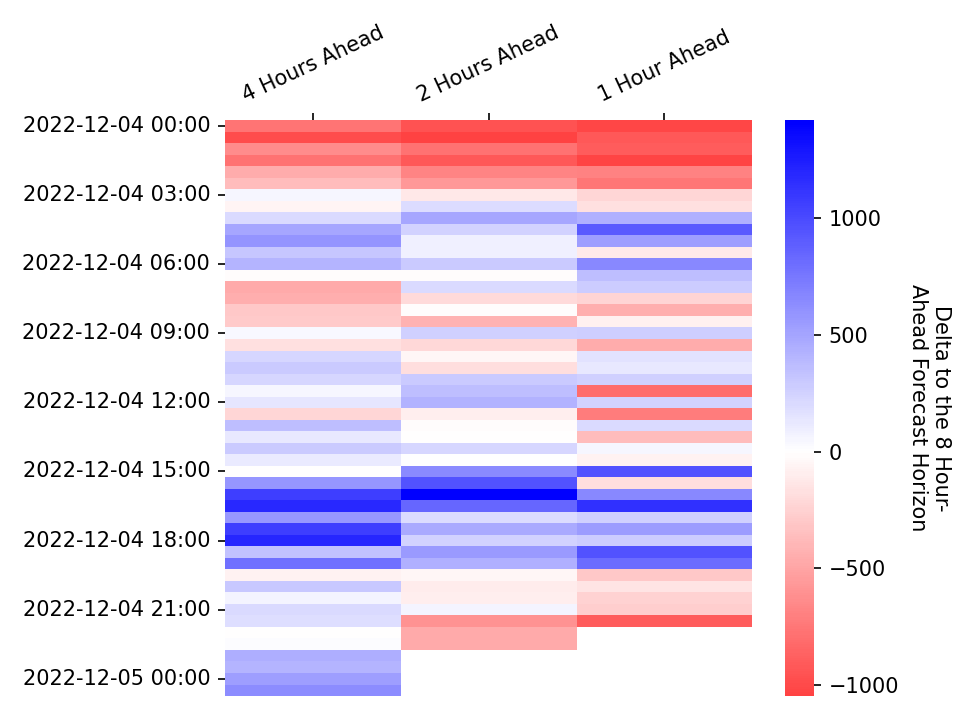 4 Hours Ahead
2 Hours Ahead
1 Hour Ahead
2022-12-04 00:00
2022-12-04 03:00
2022-12-04 06:00
2022-12-04 09:00
2022-12-04 12:00
2022-12-04 15:00
2022-12-04 18:00
2022-12-04 21:00
2022-12-05 00:00
1000
500
0
−500
−1000
Delta to the 8 Hour-
Ahead Forecast Horizon